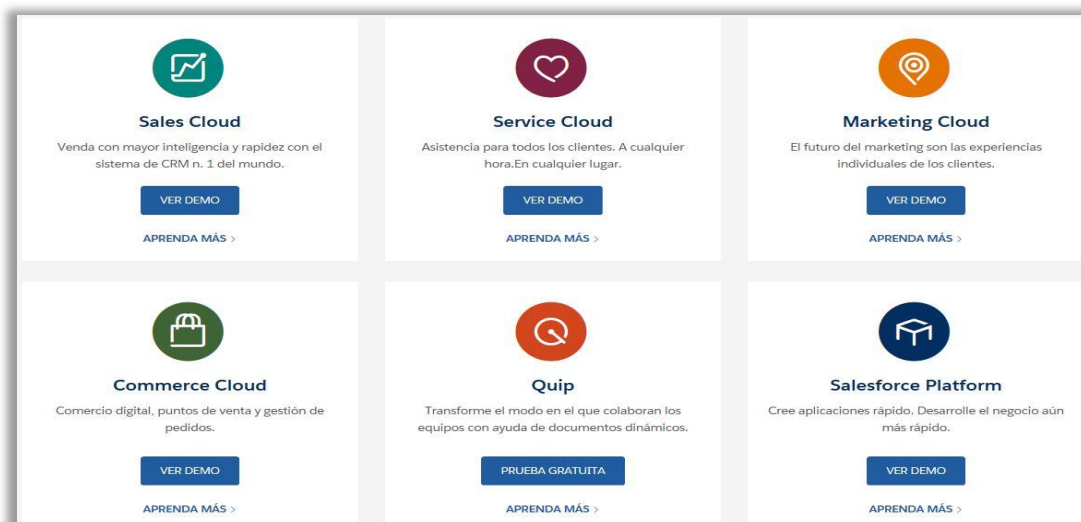 Sales Cloud
Venda con mayor inteligencia y rapidez con el
sistema de CRM n. 1 del mundo.
VER DEMO
APRENDA MÁS >
Service Cloud
Asistencia para todos los clientes. A cualquier
hora.En cualquier lugar.
VER DEMO
APRENDA MÁS >
Marketing Cloud
El futuro del marketing son las experiencias
individuales de los clientes.
VER DEMO
APRENDA MÁS >
Commerce Cloud
Comercio digital, puntos de venta y gestión de
pedidos.
VER DEMO
APRENDA MÁS >
Quip
Transforme el modo en el que colaboran los
equipos con ayuda de documentos dinámicos.
PRUEBA GRATUITA
APRENDA MÁS >
Salesforce Platform
Cree aplicaciones rápido. Desarrolle el negocio aún
más rápido.
VER DEMO
APRENDA MÁS >